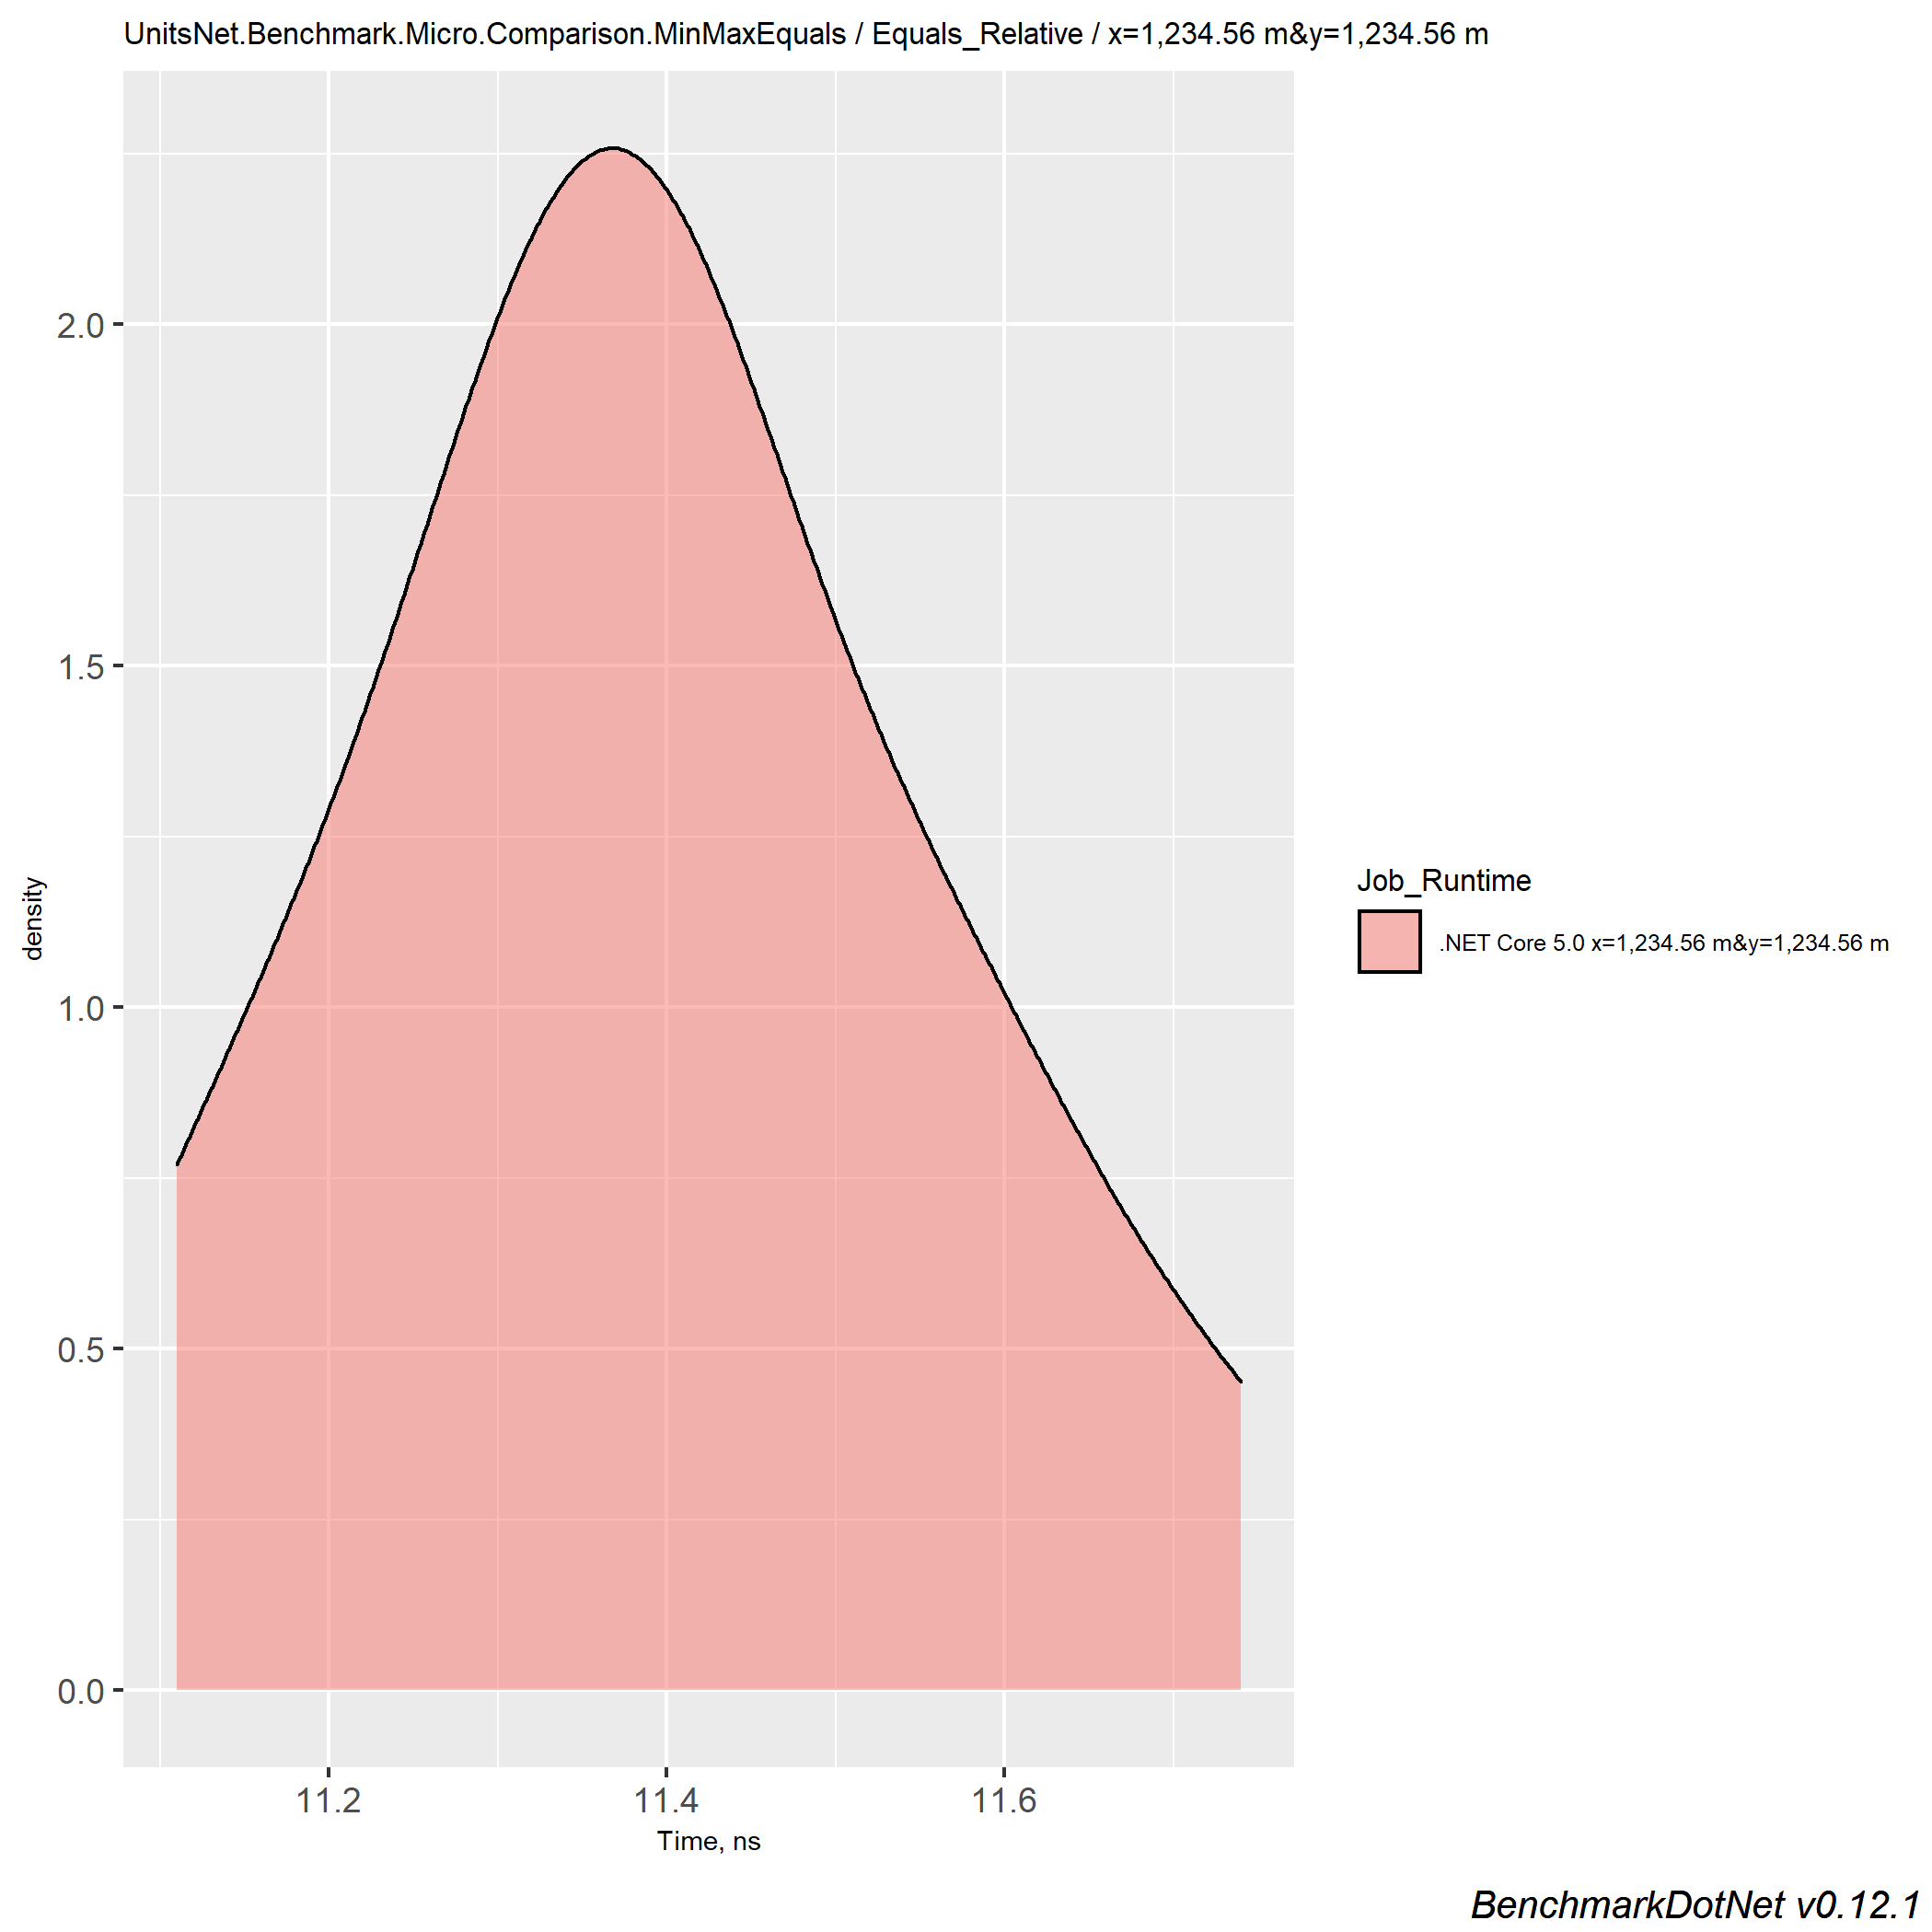 UnitsNet.Benchmark.Micro.Comparison.MinMaxEquals / Equals_Relative / x=1,234.56 m&y=1,234.56 m
2.0
1.5
1.0
0.5
0.0
density
11.2 11.4 11.6
Time, ns
Job_Runtime
.NET Core 5.0 x=1,234.56 m&y=1,234.56 m
BenchmarkDotNet v0.12.1